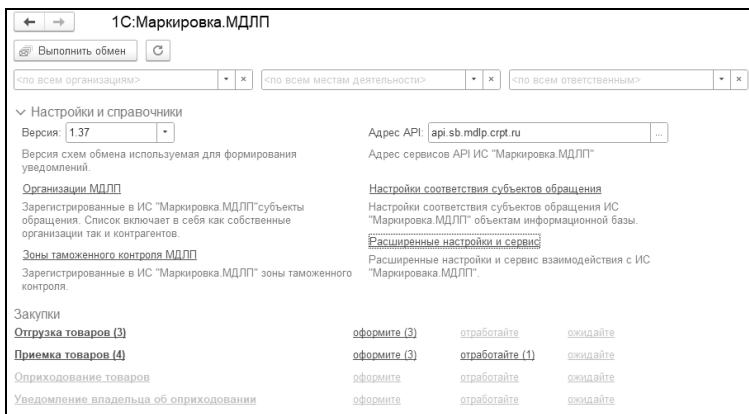 1С:Маркировка.МДЛП
Выполнить обмен
<по всем организациям> <по всем местам деятельности> <по всем ответственным>
Настройки и справочники
Версия: 1.37 Адрес API: api.sb.mdlp.crpt.ru ...
Версия схем обмена используемая для формирования уведомлений. Адрес сервисов API ИС "Маркировка.МДЛП"
Организации МДЛП Настройки соответствия субъектов обращения
Зарегистрированные в ИС "Маркировка.МДЛП"субъекты
обращения. Список включает в себя как собственные
организации так и контрагентов.
Настройки соответствия субъектов обращения ИС
"Маркировка.МДЛП" объектам информационной базы.
Расширенные настройки и сервис
Зоны таможенного контроля МДЛП
Расширенные настройки и сервис взаимодействия с ИС
"Маркировака.МДЛП".
Зарегистрированные в ИС "Маркировка.МДЛП" зоны таможенного
контроля.
Закупки
Отгрузка товаров (3) оформите (3) отработайте ожидайте
Приемка товаров (4) оформите (3) отработайте (1) ожидайте
Оприходование товаров оформите отработайте ожидайте
Уведомление владельца об оприходовании оформите отработайте ожидайте